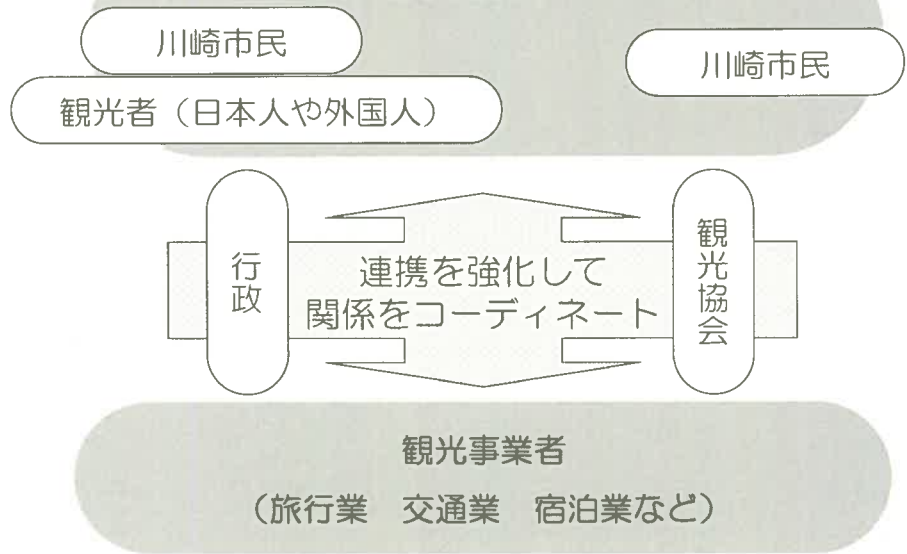 川崎市民
川崎市民
観光者（日本人や外国人）
行政
連携を強化して
関係をコーディネート
観光協会
観光事業者
（旅行業　交通業　宿泊業など）